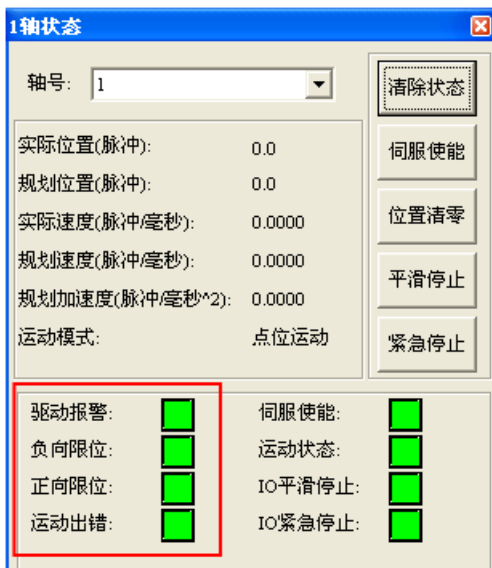 1轴状态
轴号: 1
清除状态
实际位置(脉冲): 0.0
伺服使能
规划位置(脉冲): 0.0
实际速度(脉冲/毫秒): 0.0000
位置清零
规划速度(脉冲/毫秒): 0.0000
平滑停止
规划加速度(脉冲/毫秒^2): 0.0000
运动模式: 点位运动
紧急停止
驱动报警: 伺服使能:
负向限位: 运动状态:
正向限位: IO平滑停止:
运动出错: IO紧急停止: